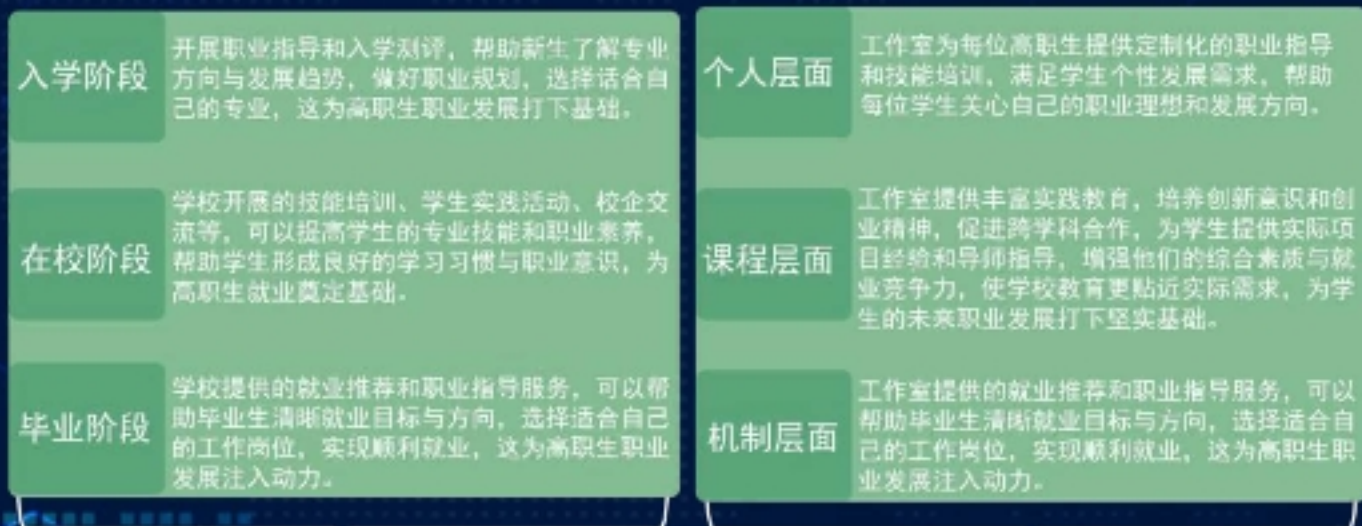 入学阶段
开展职业指导和入学测评，帮助新生了解专业
方向与发展趋势，做好职业规划，选择话合自
己的专业，这为高职生职业发展打下基础。
在校阶段
学校开展的技能培训、学生实践活动、校企交
流等，可以提高学生的专业技能和职业素养，
帮助学生形成良好的学习习惯与职业意识，为
高职生就业奠定基础。
毕业阶段
学校提供的就业推荐和职业指导服务，可以帮
助毕业生清晰就业目标与方向，选择适合自己
的工作岗位，实现顺利就业，这为高职生职业
发展注入动力。
个人层面
工作室为每位高职生提供定制化的职业指导
和技能培训，满足学生个性发展需求，帮助
每位学生关心自己的职业理想和发展方向。
课程层面
工作室提供丰富实践教育，培养创新意识和创
业精神，促进跨学科合作，为学生提供实际项
目经验和导师指导，增强他们的综合素质与就
业竞争力，使学校教育更贴近实际需求，为学
生的未来职业发展打下坚实基础。
机制层面
工作室提供的就业推荐和职业指导服务，可以
帮助毕业生清晰就业目标与方向，选择适合自
己的工作岗位，实现顺利就业，这为高职生职
业发展注入动力。